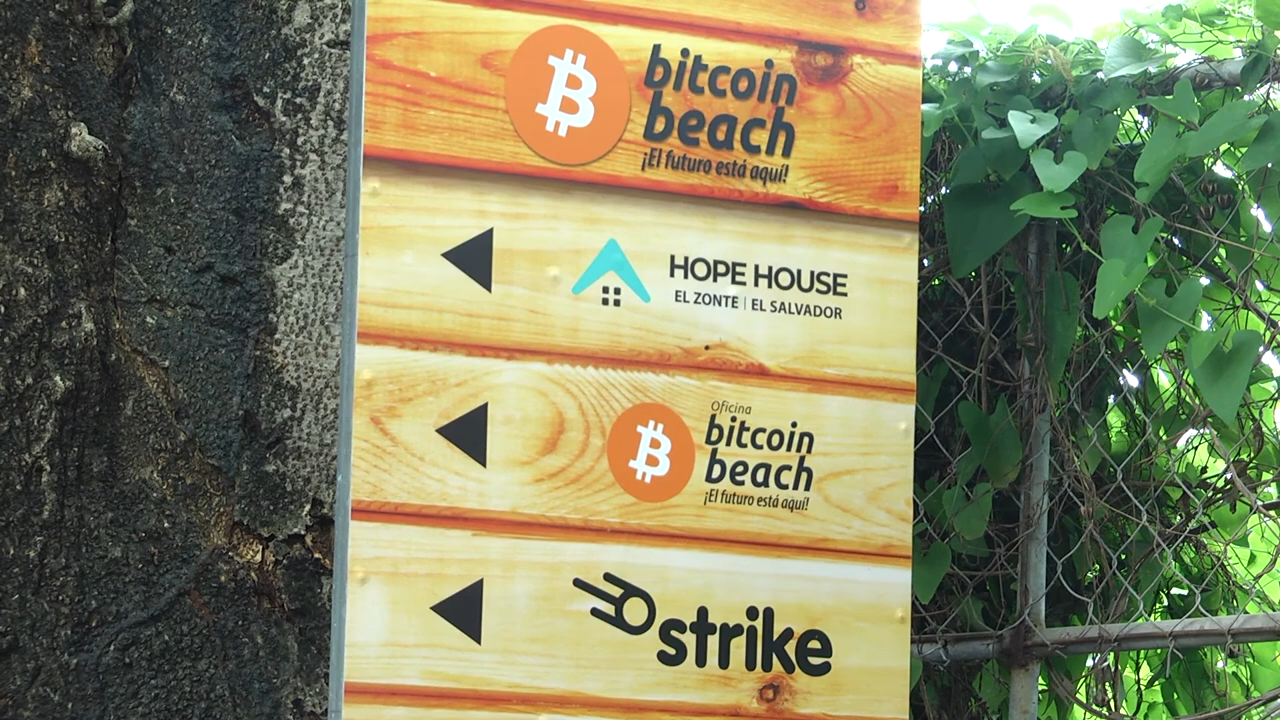 bitcoin
beach
¡El futuro está aquí!
HOPE HOUSE
EL ZONTE | EL SALVADOR
Oficina
bitcoin
beach
¡El futuro está aquí!
strike